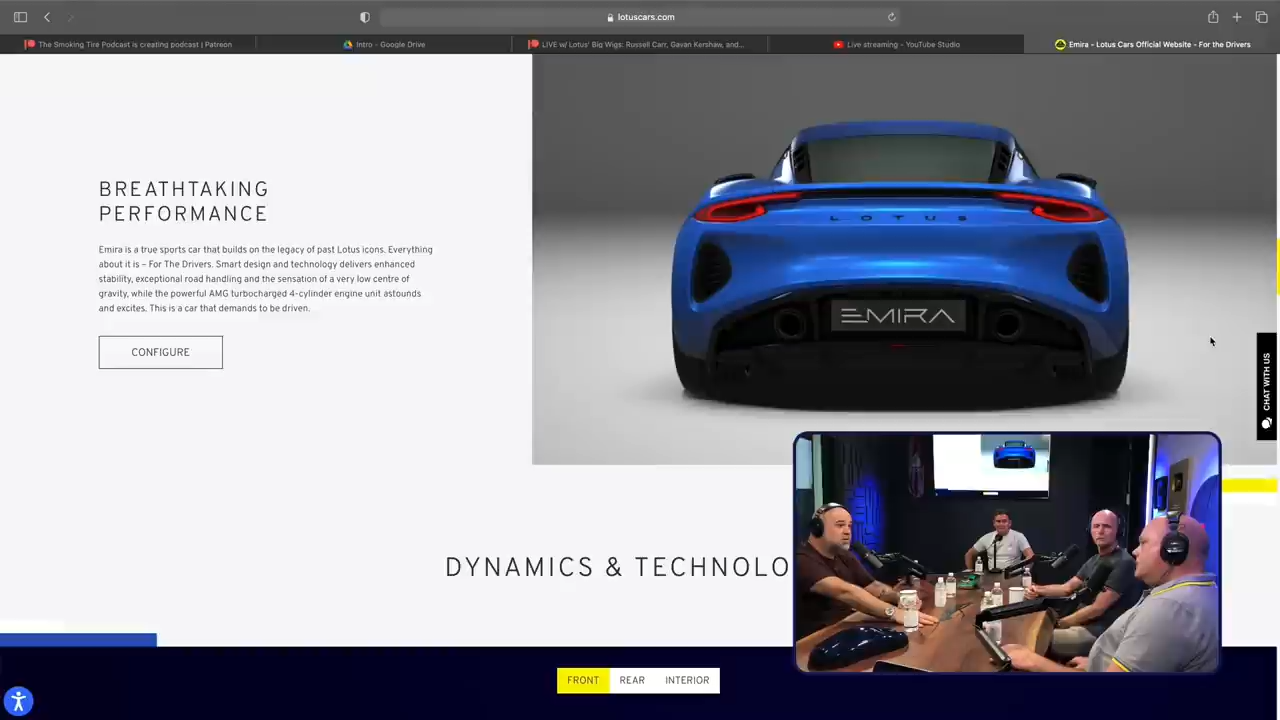 lotuscars.com
The Smoking Tire Podcast is creating podcast | Patreon
Intro - Google Drive
LIVE w/ Lotus' Big Wigs: Russell Carr, Gavan Kershaw, and...
Live streaming - YouTube Studio
Emira - Lotus Cars Official Website - For the Drivers
BREATHTAKING
PERFORMANCE
Emira is a true sports car that builds on the legacy of past Lotus icons. Everything
about it is – For The Drivers. Smart design and technology delivers enhanced
stability, exceptional road handling and the sensation of a very low centre of
gravity, while the powerful AMG turbocharged 4-cylinder engine unit astounds
and excites. This is a car that demands to be driven.
CONFIGURE
LOTUS
EMIRA
CHAT WITH US
DYNAMICS & TECHNOLO
FRONT REAR INTERIOR